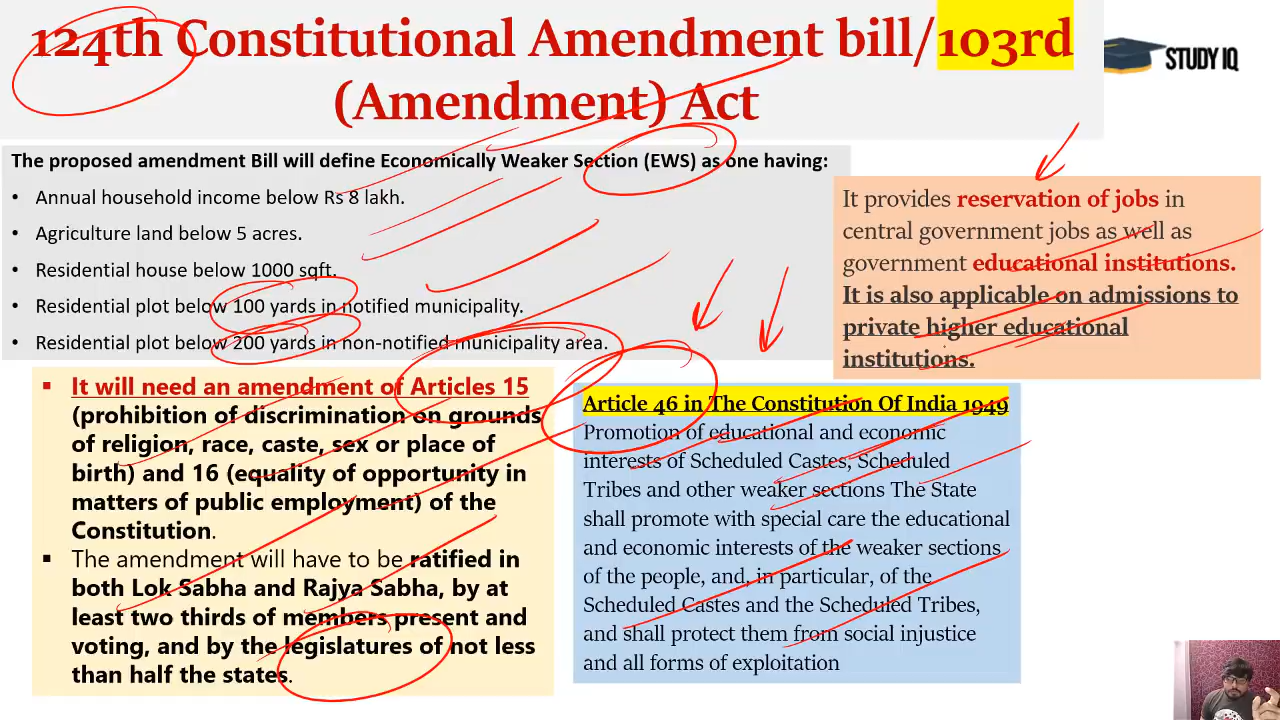 124th Constitutional Amendment bill/103rd
(Amendment) Act
STUDY IQ
The proposed amendment Bill will define Economically Weaker Section (EWS) as one having:
• Annual household income below Rs 8 lakh.
• Agriculture land below 5 acres.
• Residential house below 1000 sqft.
• Residential plot below 100 yards in notified municipality.
• Residential plot below 200 yards in non-notified municipality area.
It provides reservation of jobs in
central government jobs as well as
government educational institutions.
It is also applicable on admissions to
private higher educational
institutions.
▪ It will need an amendment of Articles 15
(prohibition of discrimination on grounds
of religion, race, caste, sex or place of
birth) and 16 (equality of opportunity in
matters of public employment) of the
Constitution.
▪ The amendment will have to be ratified in
both Lok Sabha and Rajya Sabha, by at
least two thirds of members present and
voting, and by the legislatures of not less
than half the states.
Article 46 in The Constitution Of India 1949
Promotion of educational and economic
interests of Scheduled Castes, Scheduled
Tribes and other weaker sections The State
shall promote with special care the educational
and economic interests of the weaker sections
of the people, and, in particular, of the
Scheduled Castes and the Scheduled Tribes,
and shall protect them from social injustice
and all forms of exploitation